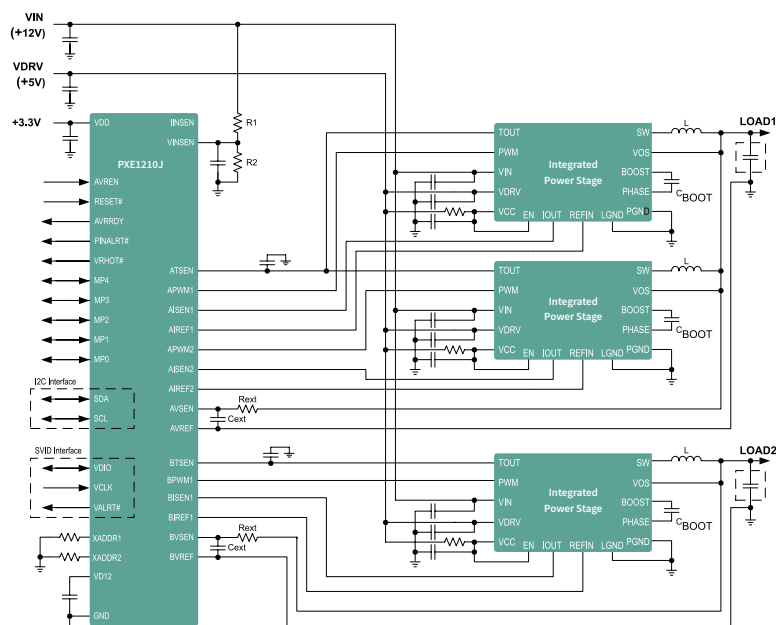 VIN
(+12V)
VDRV
(+5V)
+3.3V
VDD
IINSEN
VINSEN
PXE1210J
R1
R2
AVREN
RESET#
AVRRDY
PINALRT#
VRHOT#
MP4
MP3
MP2
MP1
MP0
I2C Interface
SDA
SCL
SVID Interface
VDIO
VCLK
VALRT#
XADDR1
XADDR2
VD12
GND
ATSEN
APWM1
AISEN1
AIREF1
APWM2
AISEN2
AIREF2
AVSEN
AVREF
Rext
Cext
BTSEN
BPWM1
BISEN1
BIREF1
BVSEN
BVREF
Rext
Cext
TOUT
PWM
VIN
VDRV
VCC
EN
IOUT
REFIN
LGND
Integrated
Power Stage
SW
VOS
BOOST
PHASE
PGND
L
CBOOT
LOAD1
TOUT
PWM
VIN
VDRV
VCC
EN
IOUT
REFIN
LGND
Integrated
Power Stage
SW
VOS
BOOST
PHASE
PGND
L
CBOOT
TOUT
PWM
VIN
VDRV
VCC
EN
IOUT
REFIN
LGND
Integrated
Power Stage
SW
VOS
BOOST
PHASE
PGND
L
CBOOT
LOAD2